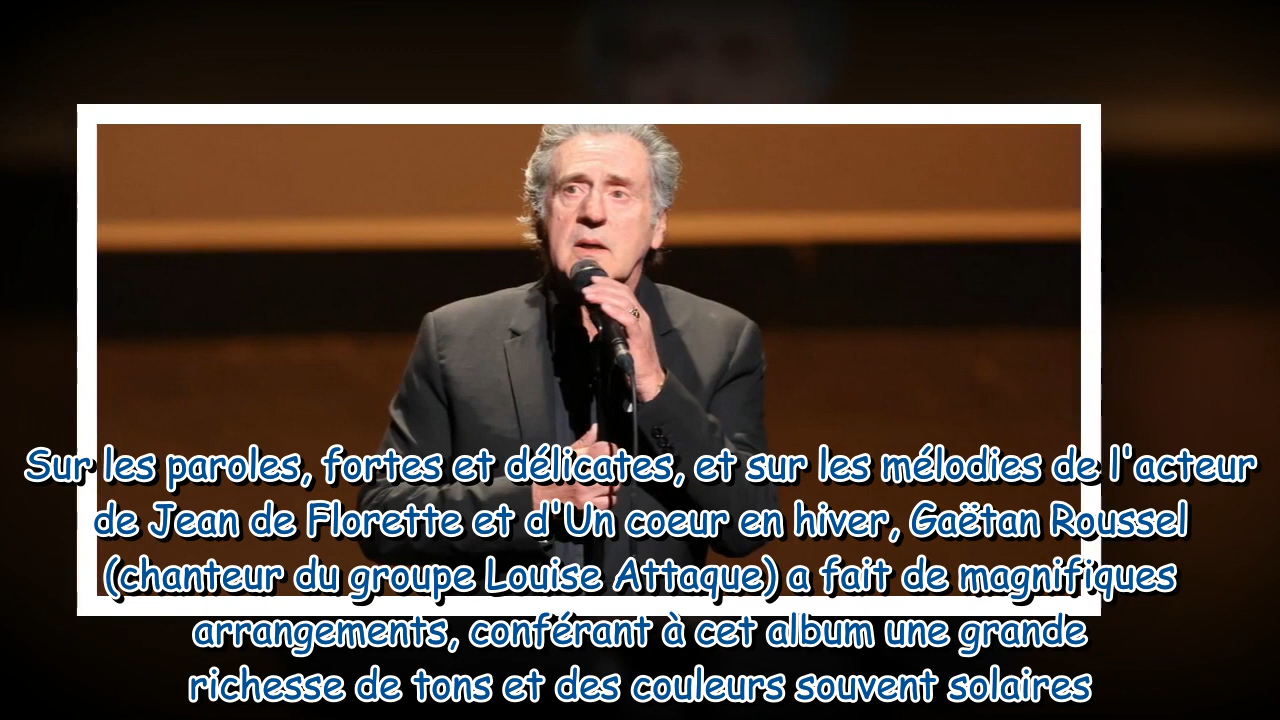 Sur les paroles, fortes et délicates, et sur les mélodies de l'acteur
de Jean de Florette et d'Un coeur en hiver, Gaëtan Roussel
(chanteur du groupe Louise Attaque) a fait de magnifiques
arrangements, conférant à cet album une grande
richesse de tons et des couleurs souvent solaires